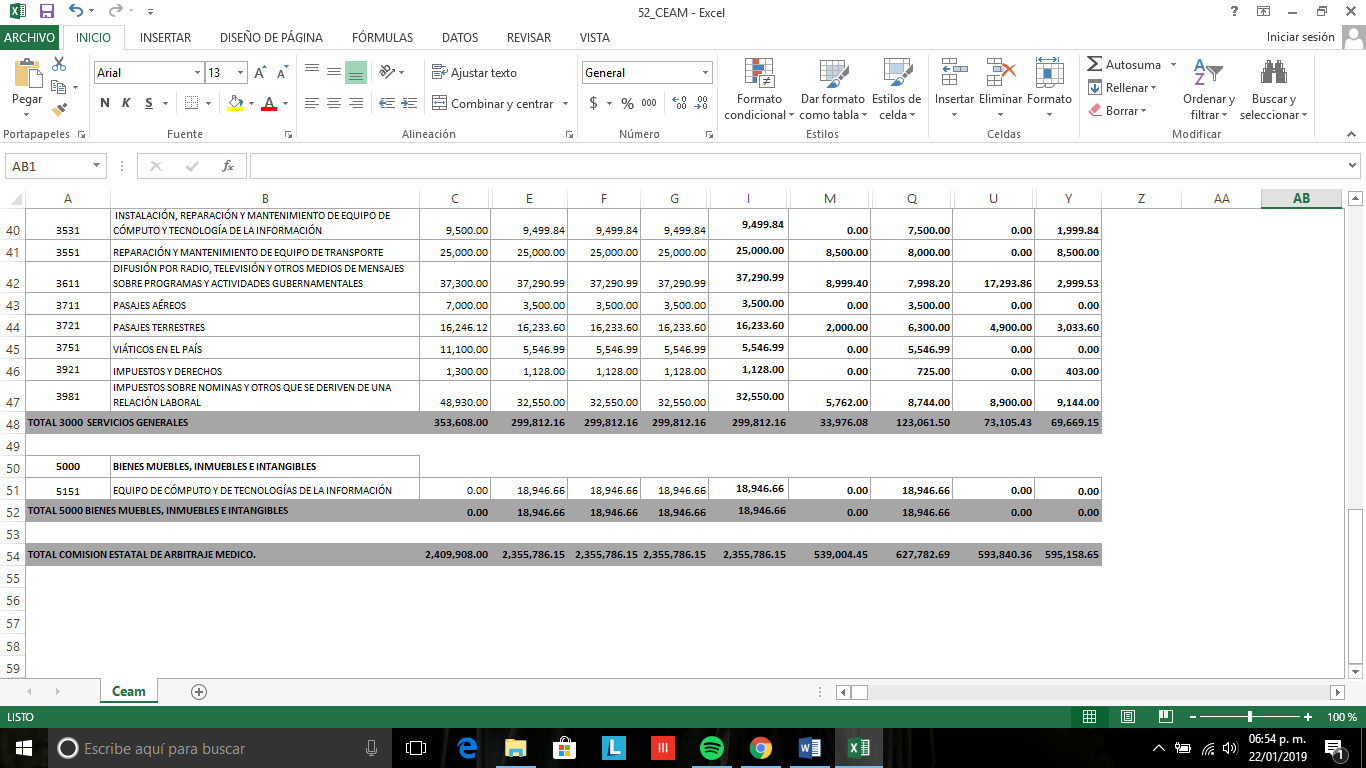 52_CEAM - Excel
ARCHIVO INICIO INSERTAR DISEÑO DE PÁGINA FÓRMULAS DATOS REVISAR VISTA Iniciar sesión
Arial 13 Ajustar texto General Autosuma
Pegar N K S Combinar y centrar $ % 000 Formato condicional Dar formato como tabla Estilos de celda Insertar Eliminar Formato Rellenar Borrar Ordenar y filtrar Buscar y seleccionar
Portapapeles Fuente Alineación Número Estilos Celdas Modificar
AB1 fx
A B C E F G I M Q U Y Z AA AB
INSTALACIÓN, REPARACIÓN Y MANTENIMIENTO DE EQUIPO DE
40 3531 CÓMPUTO Y TECNOLOGÍA DE LA INFORMACIÓN 9,500.00 9,499.84 9,499.84 9,499.84 9,499.84 0.00 7,500.00 0.00 1,999.84
41 3551 REPARACIÓN Y MANTENIMIENTO DE EQUIPO DE TRANSPORTE 25,000.00 25,000.00 25,000.00 25,000.00 25,000.00 8,500.00 8,000.00 0.00 8,500.00
DIFUSIÓN POR RADIO, TELEVISIÓN Y OTROS MEDIOS DE MENSAJES
42 3611 SOBRE PROGRAMAS Y ACTIVIDADES GUBERNAMENTALES 37,300.00 37,290.99 37,290.99 37,290.99 37,290.99 8,999.40 7,998.20 17,293.86 2,999.53
43 3711 PASAJES AÉREOS 7,000.00 3,500.00 3,500.00 3,500.00 3,500.00 0.00 3,500.00 0.00 0.00
44 3721 PASAJES TERRESTRES 16,246.12 16,233.60 16,233.60 16,233.60 16,233.60 2,000.00 6,300.00 4,900.00 3,033.60
45 3751 VIÁTICOS EN EL PAÍS 11,100.00 5,546.99 5,546.99 5,546.99 5,546.99 0.00 5,546.99 0.00 0.00
46 3921 IMPUESTOS Y DERECHOS 1,300.00 1,128.00 1,128.00 1,128.00 1,128.00 0.00 725.00 0.00 403.00
IMPUESTOS SOBRE NOMINAS Y OTROS QUE SE DERIVEN DE UNA
47 3981 RELACIÓN LABORAL 48,930.00 32,550.00 32,550.00 32,550.00 32,550.00 5,762.00 8,744.00 8,900.00 9,144.00
48 TOTAL 3000 SERVICIOS GENERALES 353,608.00 299,812.16 299,812.16 299,812.16 299,812.16 33,976.08 123,061.50 73,105.43 69,669.15
49
50 5000 BIENES MUEBLES, INMUEBLES E INTANGIBLES
51 5151 EQUIPO DE CÓMPUTO Y DE TECNOLOGÍAS DE LA INFORMACIÓN 0.00 18,946.66 18,946.66 18,946.66 18,946.66 0.00 18,946.66 0.00 0.00
52 TOTAL 5000 BIENES MUEBLES, INMUEBLES E INTANGIBLES 0.00 18,946.66 18,946.66 18,946.66 18,946.66 0.00 18,946.66 0.00 0.00
53
54 TOTAL COMISION ESTATAL DE ARBITRAJE MEDICO. 2,409,908.00 2,355,786.15 2,355,786.15 2,355,786.15 2,355,786.15 539,004.45 627,782.69 593,840.36 595,158.65
55
56
57
58
59
Ceam
LISTO 100 %
Escribe aquí para buscar 06:54 p. m.
22/01/2019 1